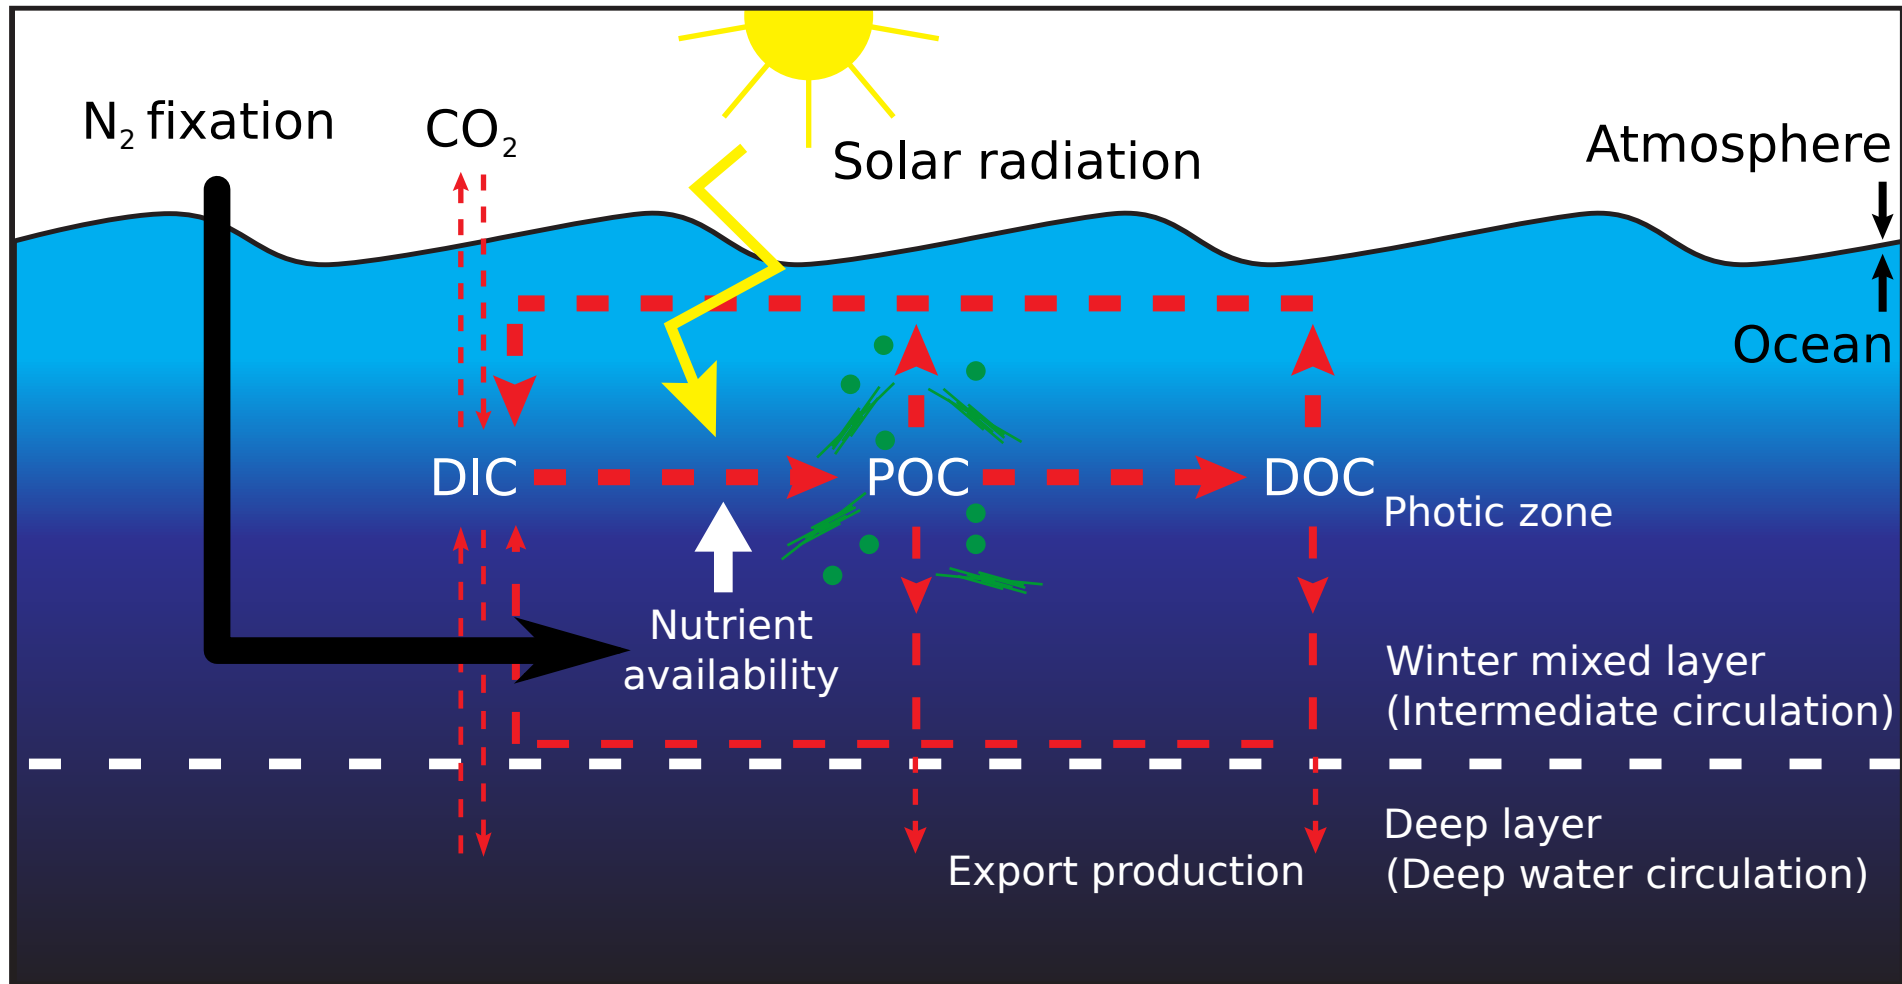 N₂ fixation
CO₂
Solar radiation
Atmosphere
Ocean
DIC
POC
DOC
Photic zone
Nutrient
availability
Winter mixed layer
(Intermediate circulation)
Deep layer
(Deep water circulation)
Export production